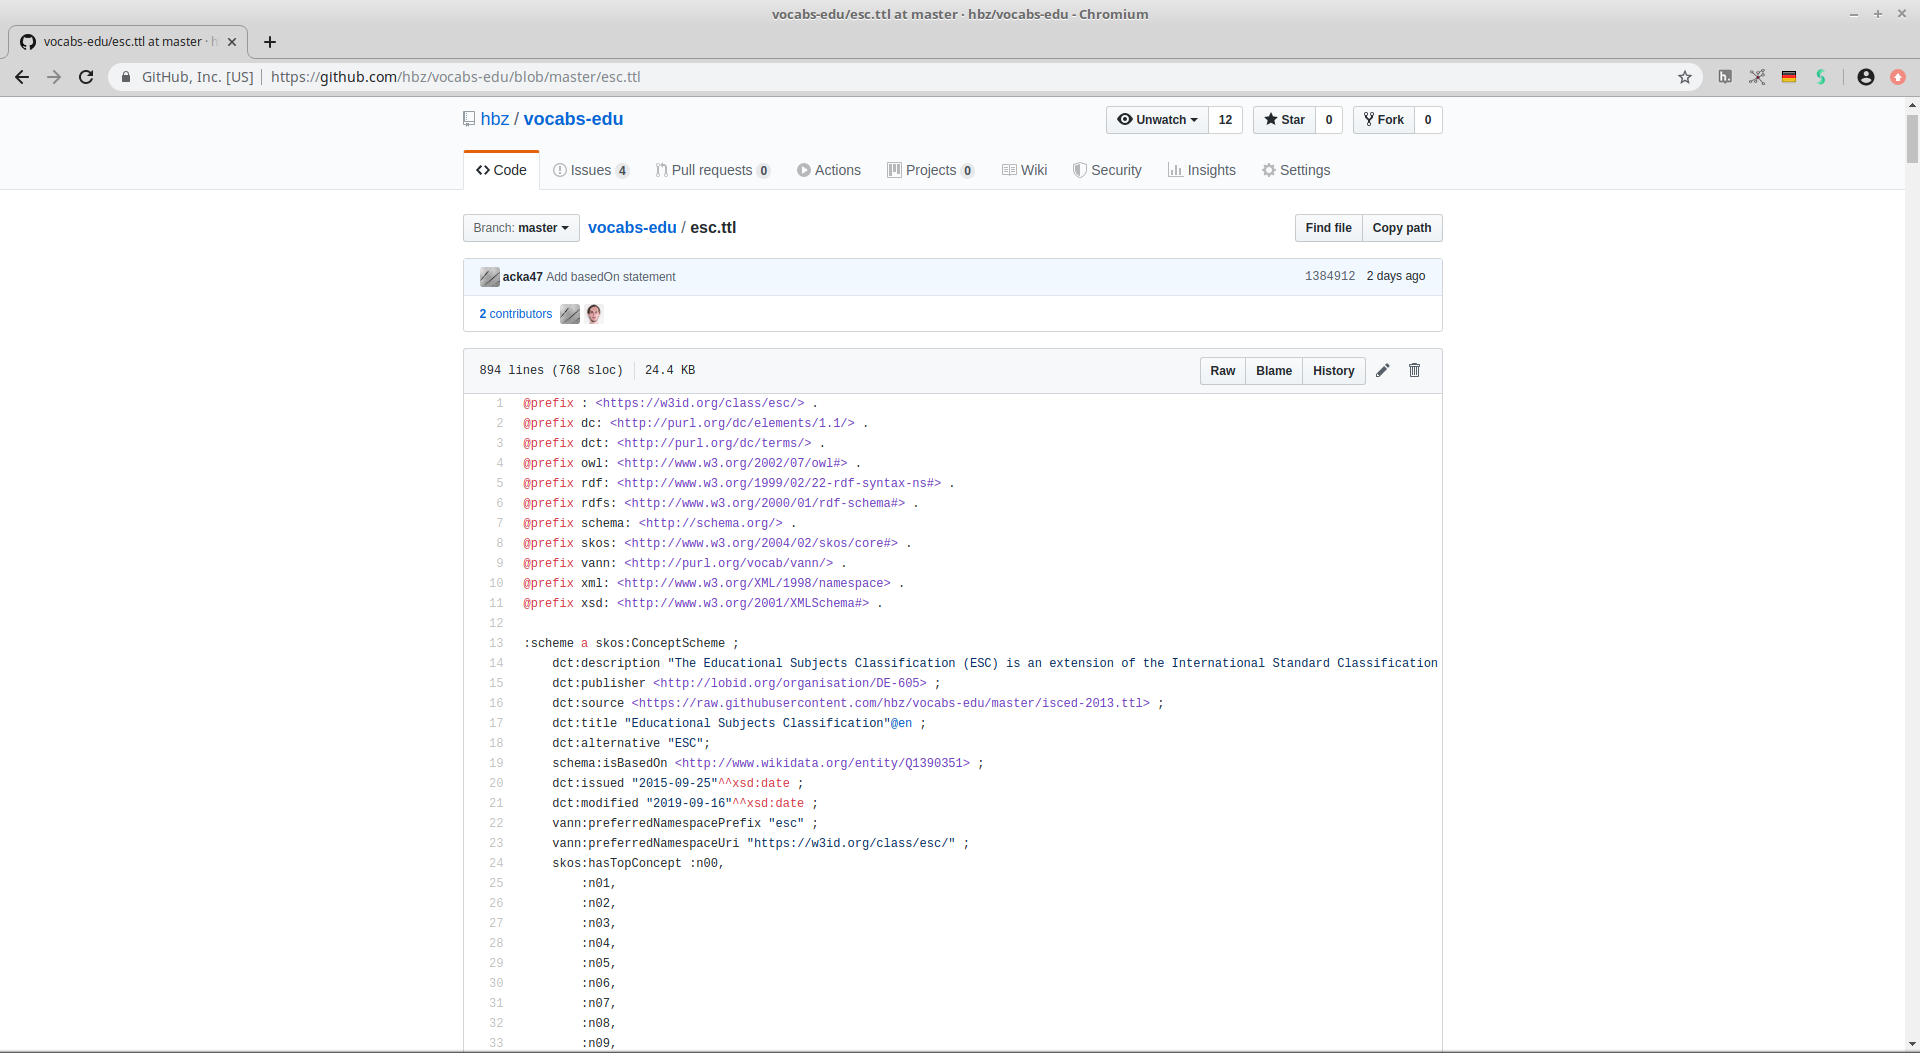 vocabs-edu/esc.ttl at master · hbz/vocabs-edu - Chromium
vocabs-edu/esc.ttl at master ·
GitHub, Inc. [US] https://github.com/hbz/vocabs-edu/blob/master/esc.ttl
hbz / vocabs-edu
Unwatch 12 Star 0 Fork 0
Code Issues 4 Pull requests 0 Actions Projects 0 Wiki Security Insights Settings
Branch: master vocabs-edu / esc.ttl Find file Copy path
acka47 Add basedOn statement 1384912 2 days ago
2 contributors
894 lines (768 sloc) 24.4 KB Raw Blame History
1 @prefix : <https://w3id.org/class/esc/> .
2 @prefix dc: <http://purl.org/dc/elements/1.1/> .
3 @prefix dct: <http://purl.org/dc/terms/> .
4 @prefix owl: <http://www.w3.org/2002/07/owl#> .
5 @prefix rdf: <http://www.w3.org/1999/02/22-rdf-syntax-ns#> .
6 @prefix rdfs: <http://www.w3.org/2000/01/rdf-schema#> .
7 @prefix schema: <http://schema.org/> .
8 @prefix skos: <http://www.w3.org/2004/02/skos/core#> .
9 @prefix vann: <http://purl.org/vocab/vann/> .
10 @prefix xml: <http://www.w3.org/XML/1998/namespace> .
11 @prefix xsd: <http://www.w3.org/2001/XMLSchema#> .
12
13 :scheme a skos:ConceptScheme ;
14 dct:description "The Educational Subjects Classification (ESC) is an extension of the International Standard Classification
15 dct:publisher <http://lobid.org/organisation/DE-605> ;
16 dct:source <https://raw.githubusercontent.com/hbz/vocabs-edu/master/isced-2013.ttl> ;
17 dct:title "Educational Subjects Classification"@en ;
18 dct:alternative "ESC";
19 schema:isBasedOn <http://www.wikidata.org/entity/Q1390351> ;
20 dct:issued "2015-09-25"^^xsd:date ;
21 dct:modified "2019-09-16"^^xsd:date ;
22 vann:preferredNamespacePrefix "esc" ;
23 vann:preferredNamespaceUri "https://w3id.org/class/esc/" ;
24 skos:hasTopConcept :n00,
25 :n01,
26 :n02,
27 :n03,
28 :n04,
29 :n05,
30 :n06,
31 :n07,
32 :n08,
33 :n09,